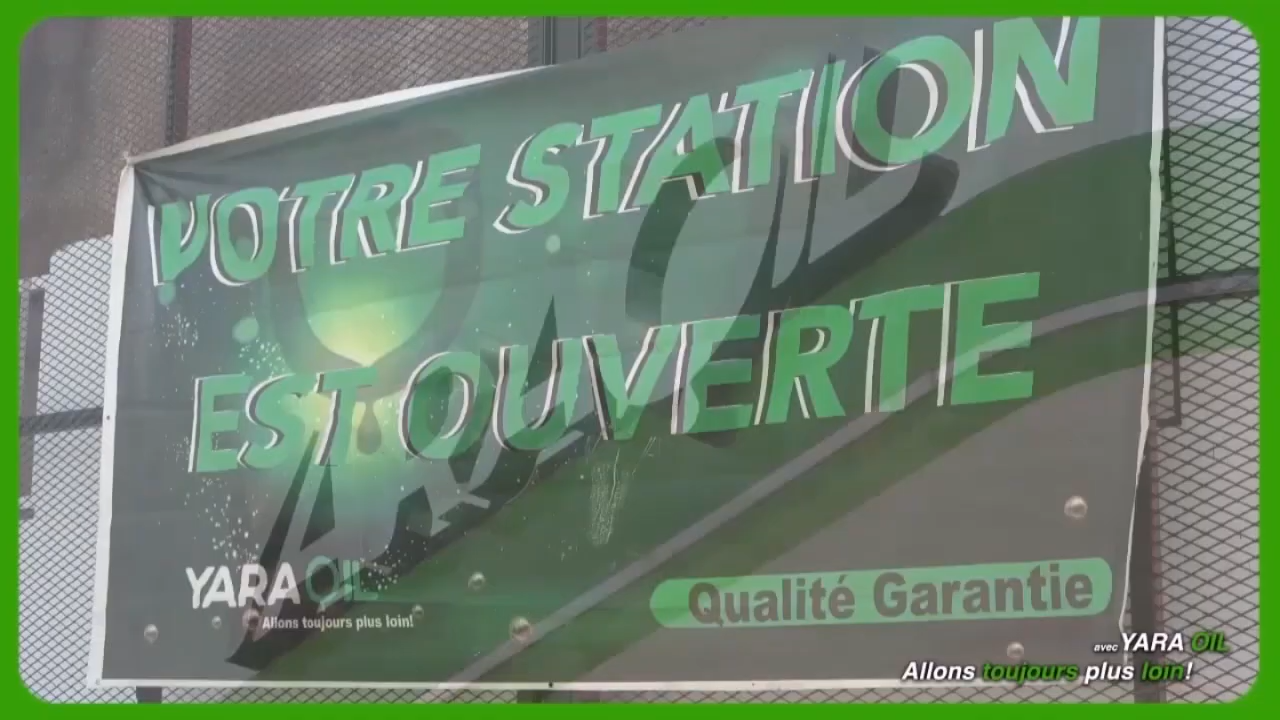 VOTRE STATION
EST OUVERTE
YARA OIL
Allons toujours plus loin!
Qualité Garantie
avec YARA OIL
Allons toujours plus loin!